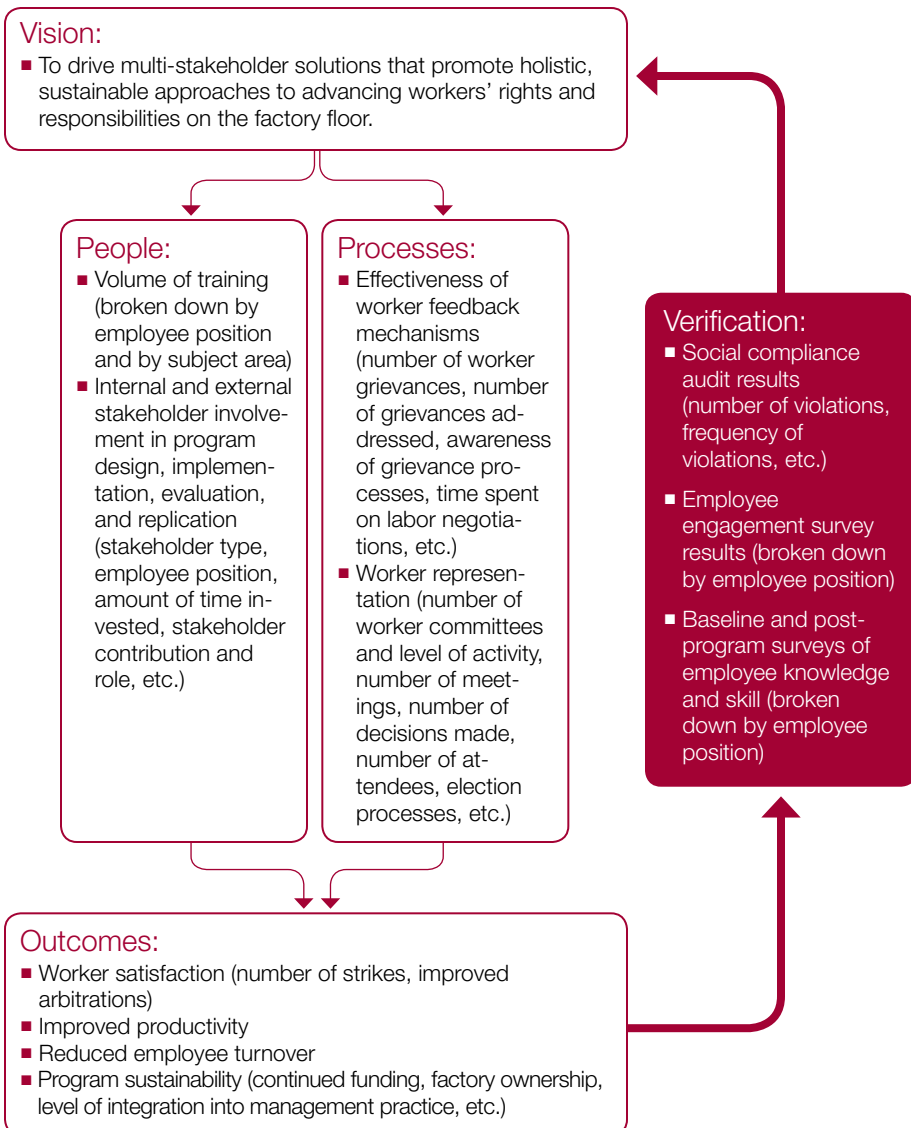 Vision:
■ To drive multi-stakeholder solutions that promote holistic,
sustainable approaches to advancing workers' rights and
responsibilities on the factory floor.
People:
■ Volume of training
(broken down by
employee position
and by subject area)
■ Internal and external
stakeholder involve-
ment in program
design, implemen-
tation, evaluation,
and replication
(stakeholder type,
employee position,
amount of time in-
vested, stakeholder
contribution and
role, etc.)
Processes:
■ Effectiveness of
worker feedback
mechanisms
(number of worker
grievances, number
of grievances ad-
dressed, awareness
of grievance pro-
cesses, time spent
on labor negotia-
tions, etc.)
■ Worker represen-
tation (number of
worker committees
and level of activity,
number of meet-
ings, number of
decisions made,
number of at-
tendees, election
processes, etc.)
Verification:
■ Social compliance
audit results
(number of violations,
frequency of
violations, etc.)
■ Employee
engagement survey
results (broken down
by employee position)
■ Baseline and post-
program surveys of
employee knowledge
and skill (broken
down by employee
position)
Outcomes:
■ Worker satisfaction (number of strikes, improved
arbitrations)
■ Improved productivity
■ Reduced employee turnover
■ Program sustainability (continued funding, factory ownership,
level of integration into management practice, etc.)